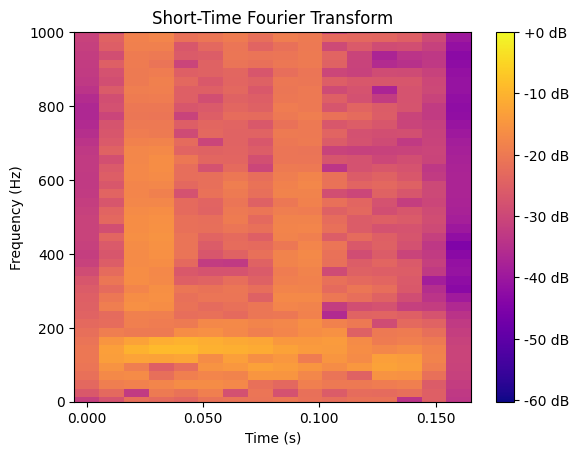 Short-Time Fourier Transform
1000
800
600
400
200
0
Frequency (Hz)
0.000
0.050
0.100
0.150
Time (s)
+0 dB
-10 dB
-20 dB
-30 dB
-40 dB
-50 dB
-60 dB